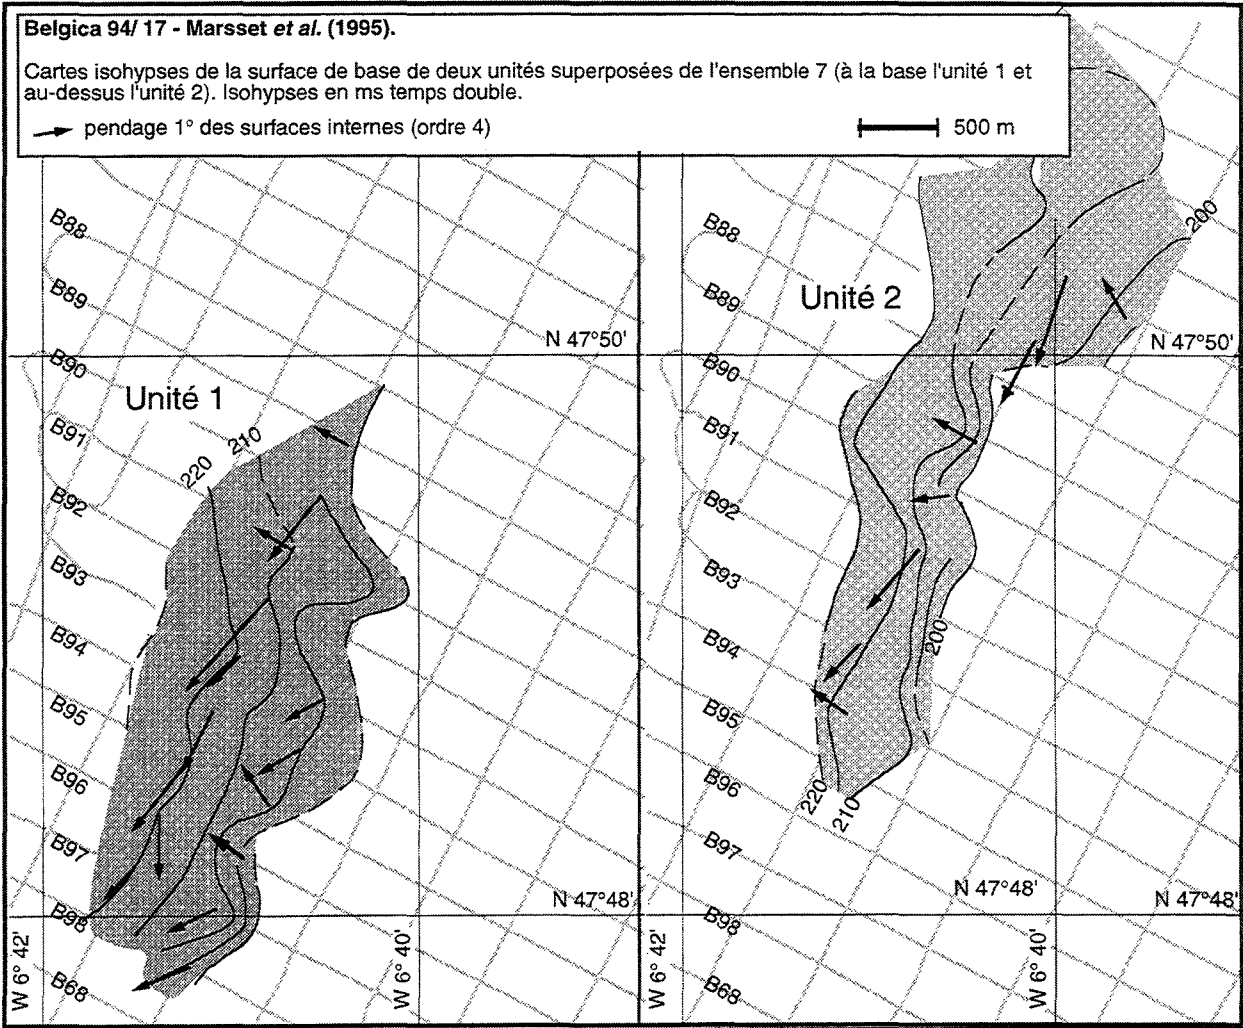 Belgica 94/ 17 - Marsset et al. (1995).
Cartes isohypses de la surface de base de deux unités superposées de l'ensemble 7 (à la base l'unité 1 et
au-dessus l'unité 2). Isohypses en ms temps double.
pendage 1° des surfaces internes (ordre 4)
500 m
B88
B89
N 47°50'
B90
Unité 1
B91
210
220
B92
B93
B94
B95
B96
B97
N 47°48'
B98
W 6° 42'
W 6° 40'
B68
200
B88
Unité 2
B89
N 47°50'
B90
B91
B92
B93
B94
200
B95
B96
220
210
B97
N 47°48'
N 47°48'
B98
W 6° 42'
W 6° 40'
B68